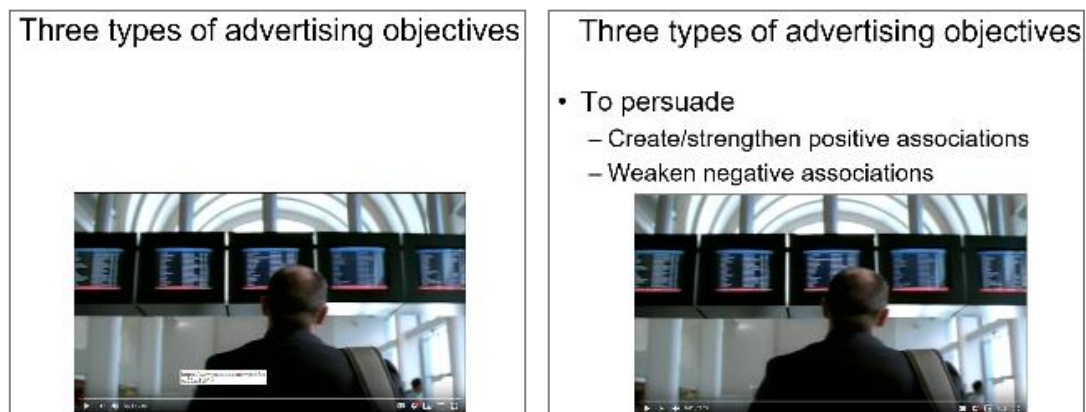 Three types of advertising objectives
Three types of advertising objectives
• To persuade
– Create/strengthen positive associations
– Weaken negative associations